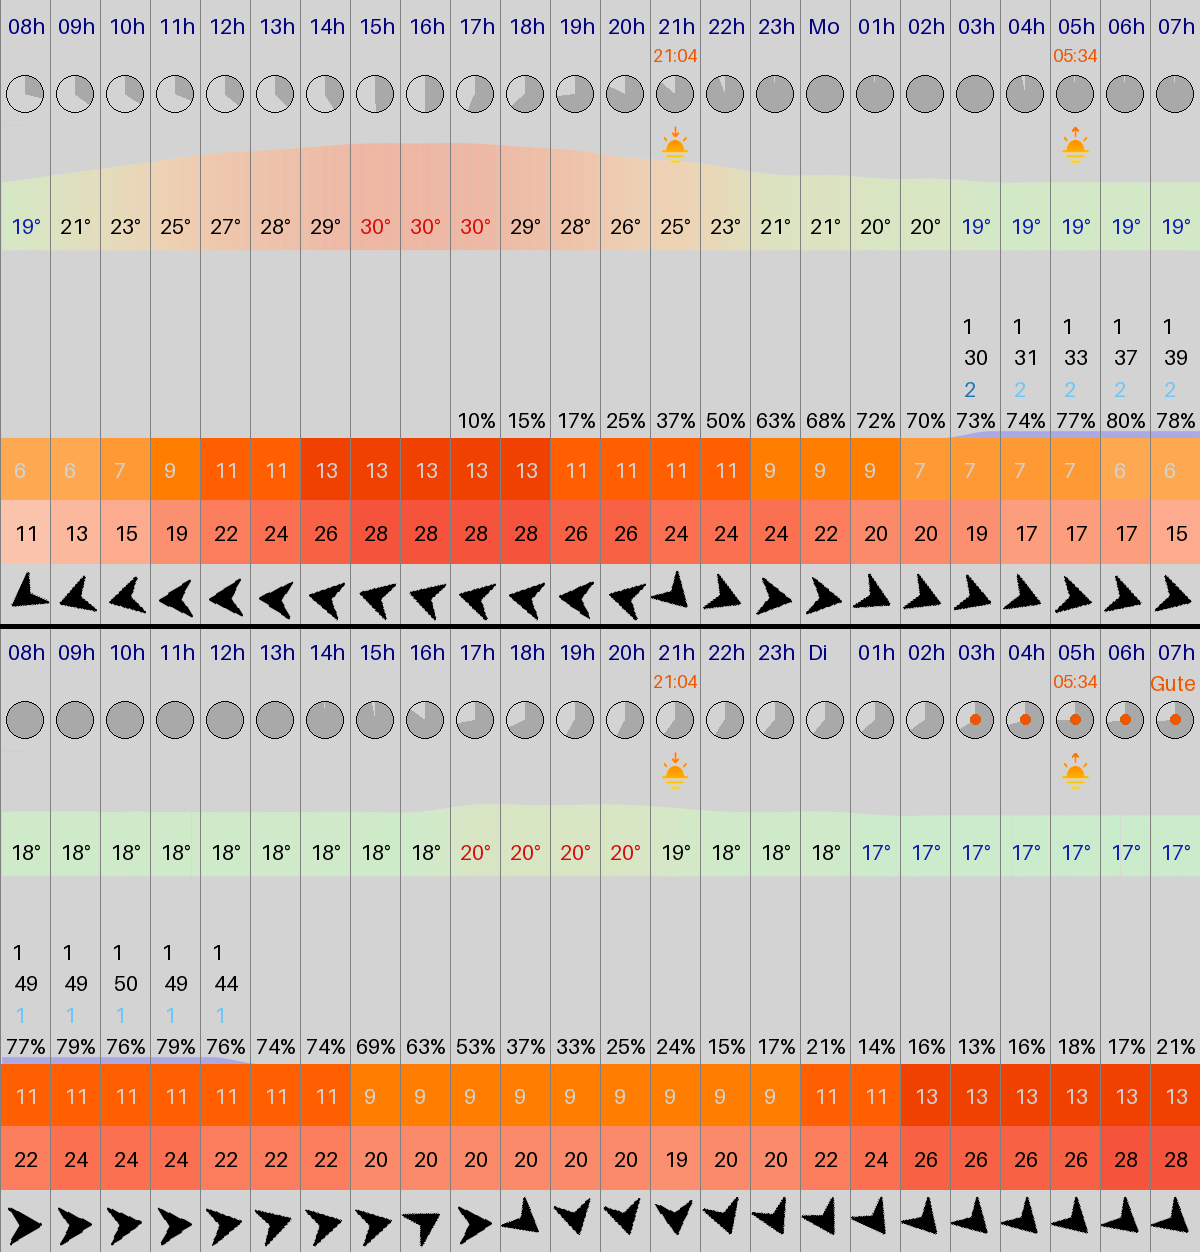 08h 09h 10h 11h 12h 13h 14h 15h 16h 17h 18h 19h 20h 21h 22h 23h Mo 01h 02h 03h 04h 05h 06h 07h
21:04 05:34
19° 21° 23° 25° 27° 28° 29° 30° 30° 30° 29° 28° 26° 25° 23° 21° 21° 20° 20° 19° 19° 19° 19° 19°
1 1 1 1 1
30 31 33 37 39
2 2 2 2 2
10% 15% 17% 25% 37% 50% 63% 68% 72% 70% 73% 74% 77% 80% 78%
6 6 7 9 11 11 13 13 13 13 13 11 11 11 11 9 9 9 7 7 7 7 6 6
11 13 15 19 22 24 26 28 28 28 28 26 26 24 24 24 22 20 20 19 17 17 17 15
08h 09h 10h 11h 12h 13h 14h 15h 16h 17h 18h 19h 20h 21h 22h 23h Di 01h 02h 03h 04h 05h 06h 07h
21:04 05:34 Gute
18° 18° 18° 18° 18° 18° 18° 18° 18° 20° 20° 20° 20° 19° 18° 18° 18° 17° 17° 17° 17° 17° 17° 17°
1 1 1 1 1
49 49 50 49 44
1 1 1 1 1
77% 79% 76% 79% 76% 74% 74% 69% 63% 53% 37% 33% 25% 24% 15% 17% 21% 14% 16% 13% 16% 18% 17% 21%
11 11 11 11 11 11 11 9 9 9 9 9 9 9 9 9 11 11 13 13 13 13 13 13
22 24 24 24 22 22 22 20 20 20 20 20 20 19 20 20 22 24 26 26 26 26 28 28